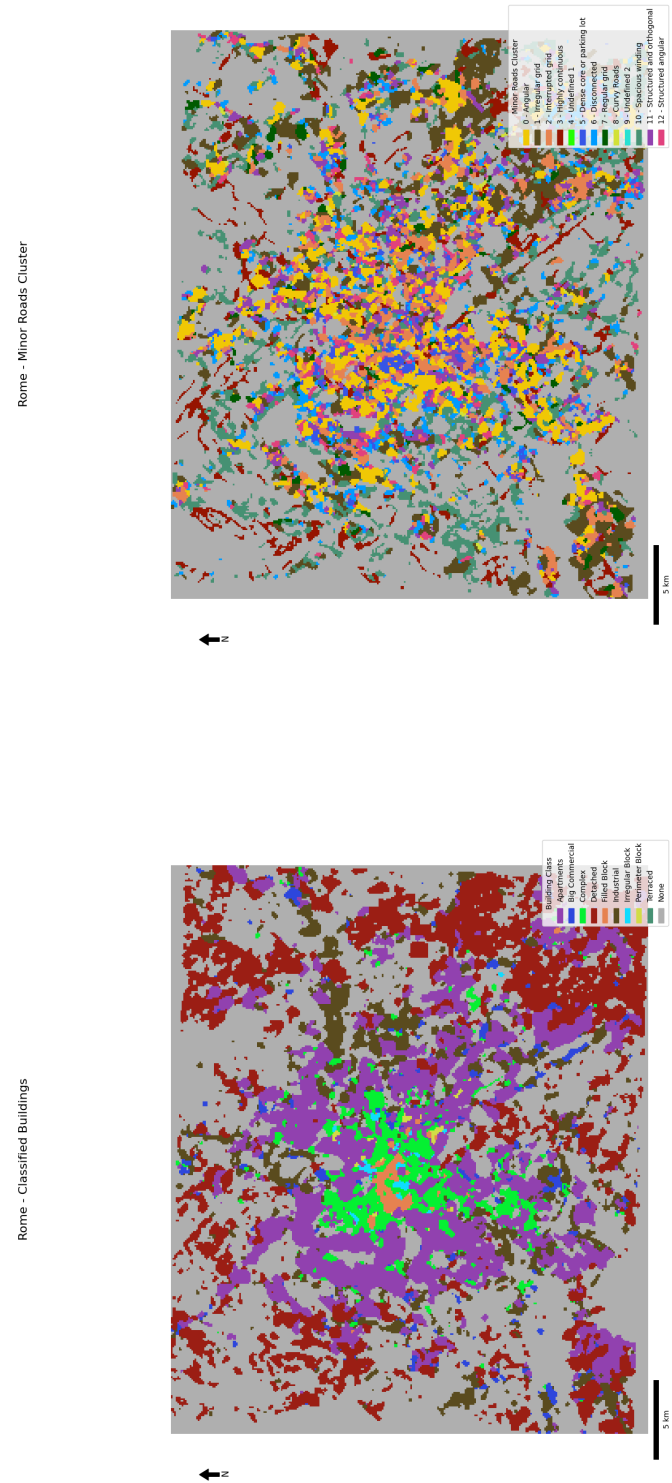 Rome - Minor Roads Cluster
Minor Roads Cluster
0 - Angular
1 - Irregular grid
2 - Interrupted grid
3 - Highly continuous
4 - Undefined 1
5 - Dense core or parking lot
6 - Disconnected
7 - Regular grid
8 - Curvy Roads
9 - Undefined 2
10 - Spacious winding
11 - Structured and orthogonal
12 - Structured angular
N
5 km
Rome - Classified Buildings
Building Class
Apartments
Big Commercial
Complex
Detached
Filled Block
Industrial
Irregular Block
Perimeter Block
Terraced
None
N
5 km